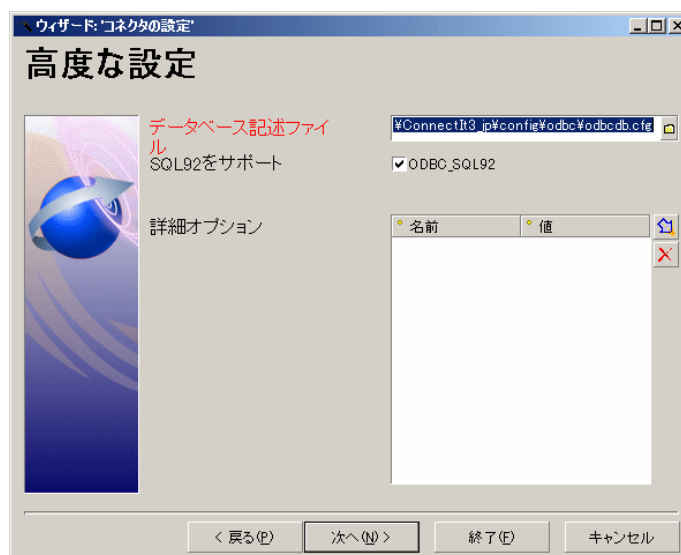 ウィザード: 'コネクタの設定'
高度な設定
データベース記述ファイ
ル
¥ConnectIt3_jp¥config¥odbc¥odbcdb.cfg
SQL92をサポート
ODBC_SQL92
詳細オプション
名前
値
< 戻る(P)
次へ(N) >
終了(F)
キャンセル